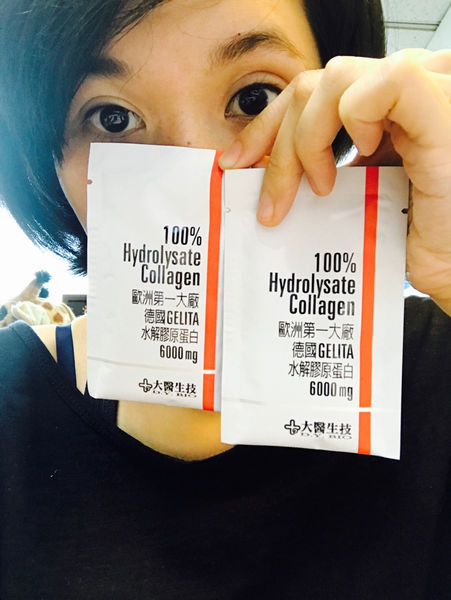 100%
Hydrolysate
Collagen
歐洲第一大廠
德國GELITA
水解膠原蛋白
6000mg
大醫生技
D.Y. BIO
100%
Hydrolysate
Collagen
歐洲第一大廠
德國GELITA
水解膠原蛋白
6000mg
大醫生技
D.Y. BIO